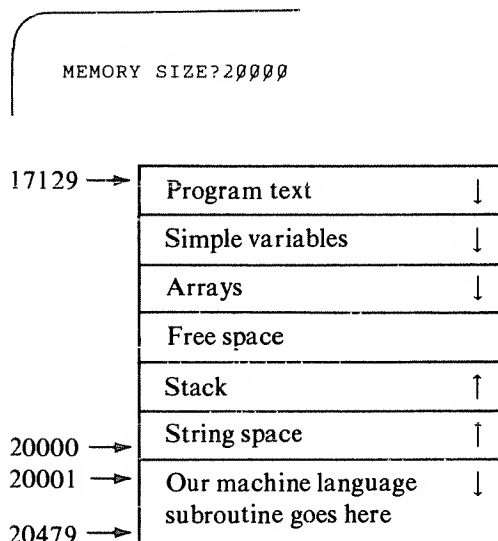 MEMORY SIZE?20000
17129 → Program text ↓
Simple variables ↓
Arrays ↓
Free space
Stack ↑
20000 → String space ↑
20001 → Our machine language ↓
subroutine goes here
20479 →